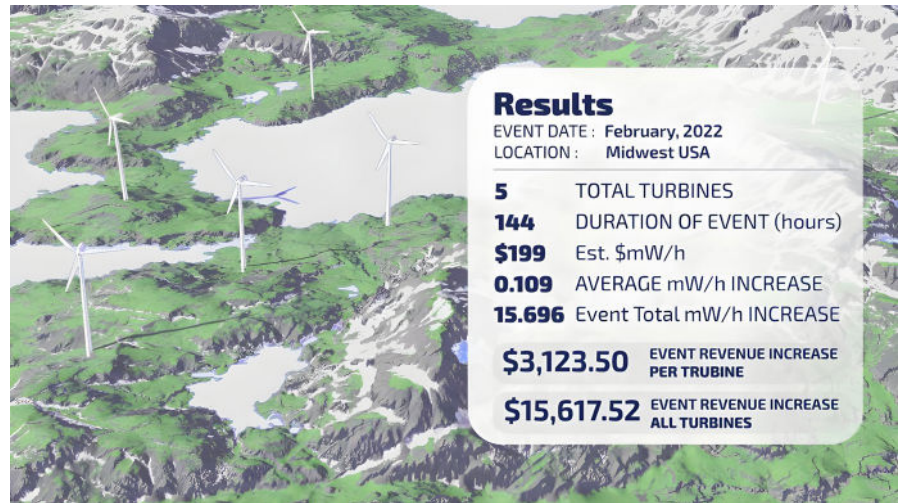 Results
EVENT DATE : February, 2022
LOCATION : Midwest USA
5 TOTAL TURBINES
144 DURATION OF EVENT (hours)
$199 Est. $mW/h
0.109 AVERAGE mW/h INCREASE
15.696 Event Total mW/h INCREASE
$3,123.50 EVENT REVENUE INCREASE
PER TRUBINE
$15,617.52 EVENT REVENUE INCREASE
ALL TURBINES